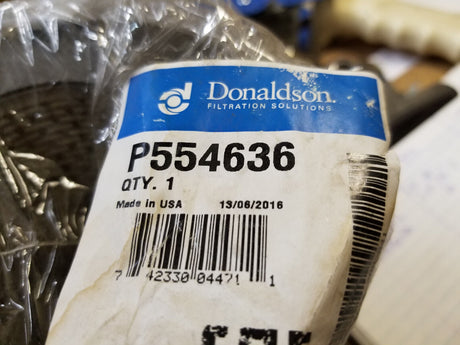 Donaldson.
FILTRATION SOLUTIONS
P554636
QTY. 1
Made in USA 13/06/2016
7 42330 04471 1